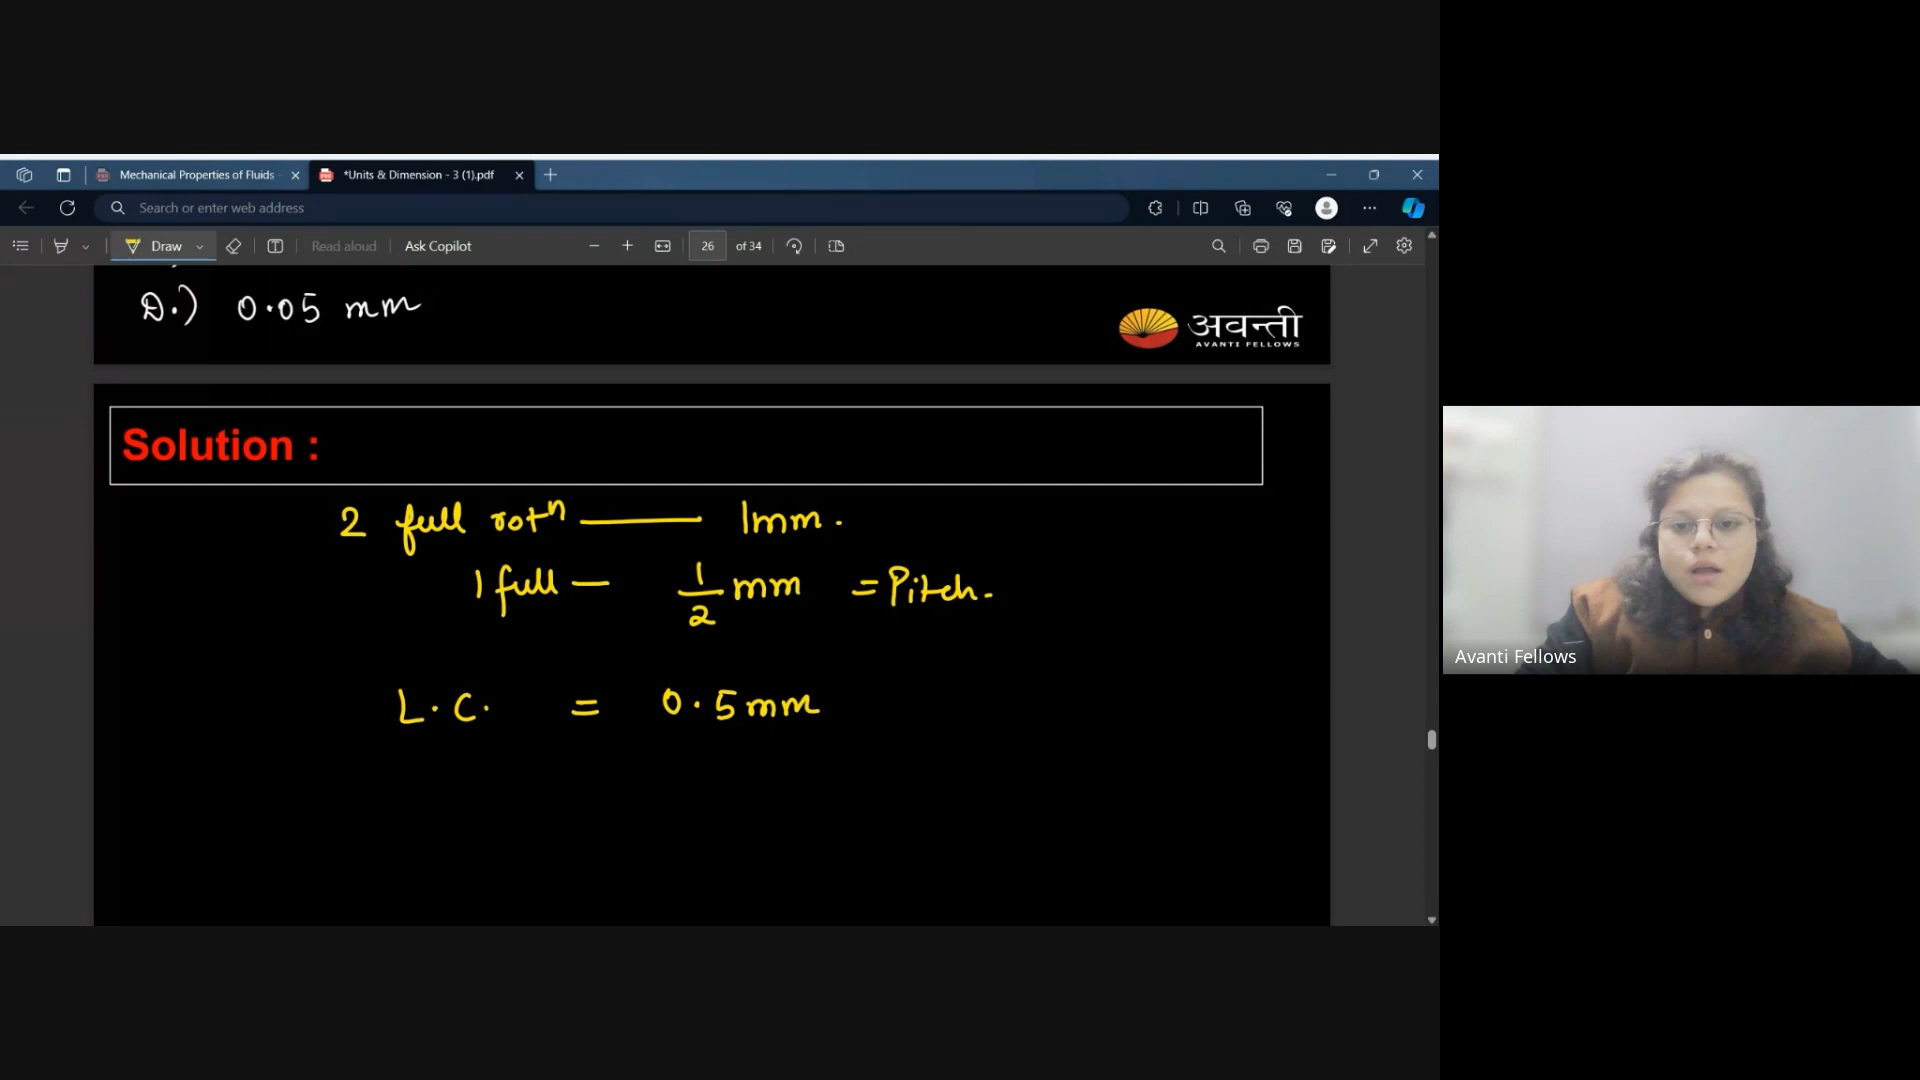 Mechanical Properties of Fluids
*Units & Dimension - 3 (1).pdf
Search or enter web address
Draw
Read aloud
Ask Copilot
26 of 34
D.) 0.05 mm
अवन्ती
AVANTI FELLOWS
Solution :
2 full rotⁿ —— 1mm.
1 full — 1/2 mm = Pitch.
L.C. = 0.5mm
Avanti Fellows